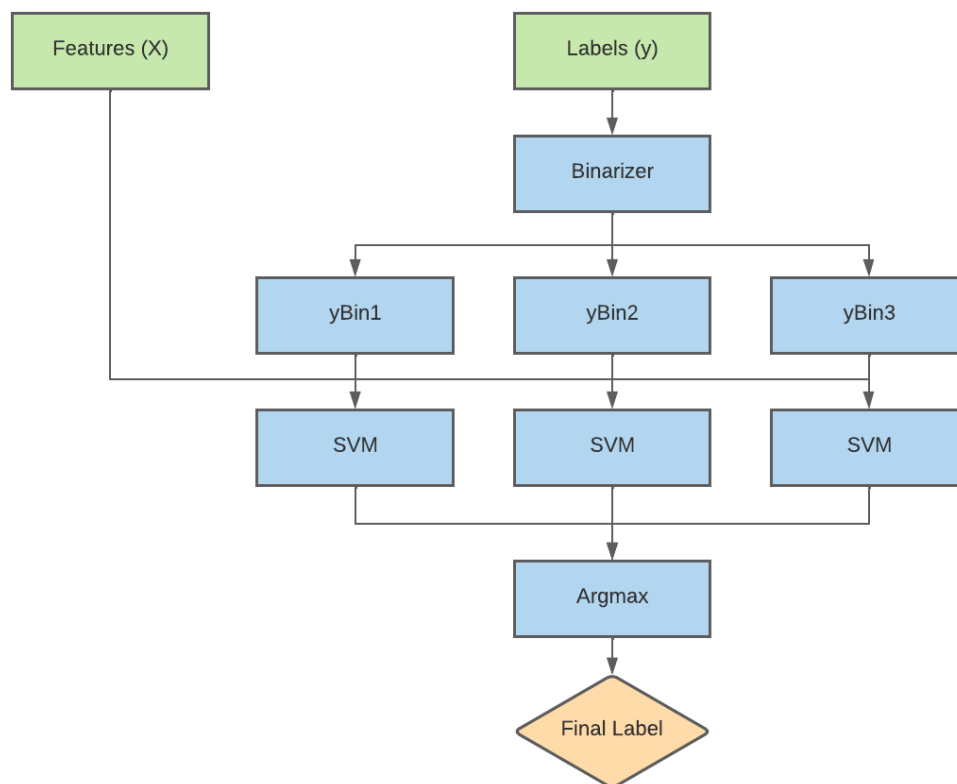 Features (X)
Labels (y)
Binarizer
yBin1
yBin2
yBin3
SVM
SVM
SVM
Argmax
Final Label